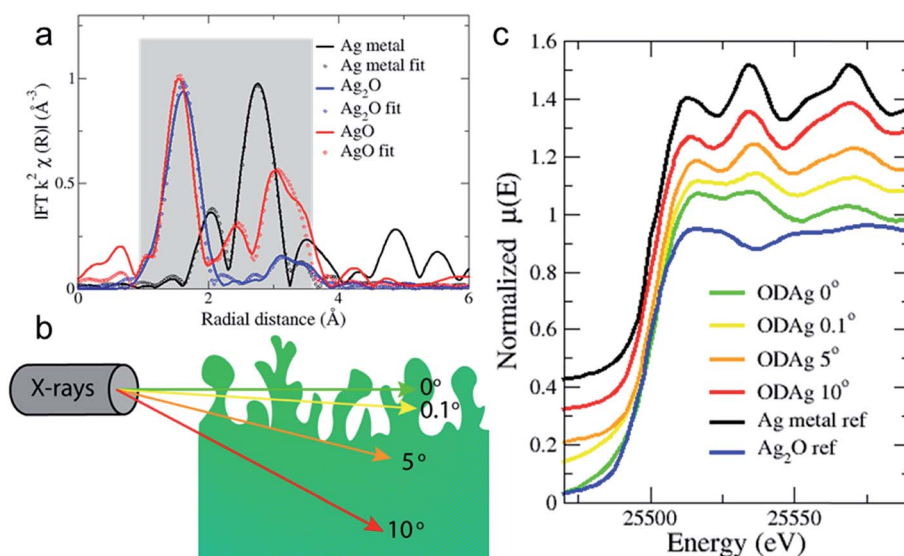 a
|FT k² χ (R)| (Å⁻³)
1
0.5
0
0
2
4
6
Radial distance (Å)
Ag metal
Ag metal fit
Ag₂O
Ag₂O fit
AgO
AgO fit
b
X-rays
0°
0.1°
5°
10°
c
Normalized μ(E)
1.6
1.4
1.2
1
0.8
0.6
0.4
0.2
0
25500
25550
Energy (eV)
ODAg 0°
ODAg 0.1°
ODAg 5°
ODAg 10°
Ag metal ref
Ag₂O ref